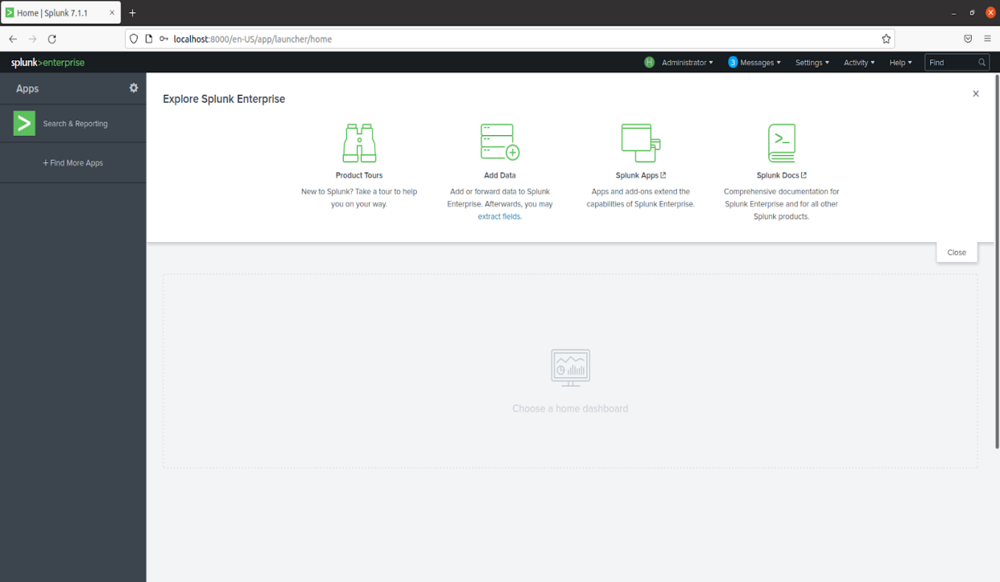 Home | Splunk 7.1.1
localhost:8000/en-US/app/launcher/home
splunk>enterprise
H Administrator 3 Messages Settings Activity Help Find
Apps
Search & Reporting
+ Find More Apps
Explore Splunk Enterprise
Product Tours
New to Splunk? Take a tour to help
you on your way.
Add Data
Add or forward data to Splunk
Enterprise. Afterwards, you may
extract fields.
Splunk Apps
Apps and add-ons extend the
capabilities of Splunk Enterprise.
Splunk Docs
Comprehensive documentation for
Splunk Enterprise and for all other
Splunk products.
Close
Choose a home dashboard